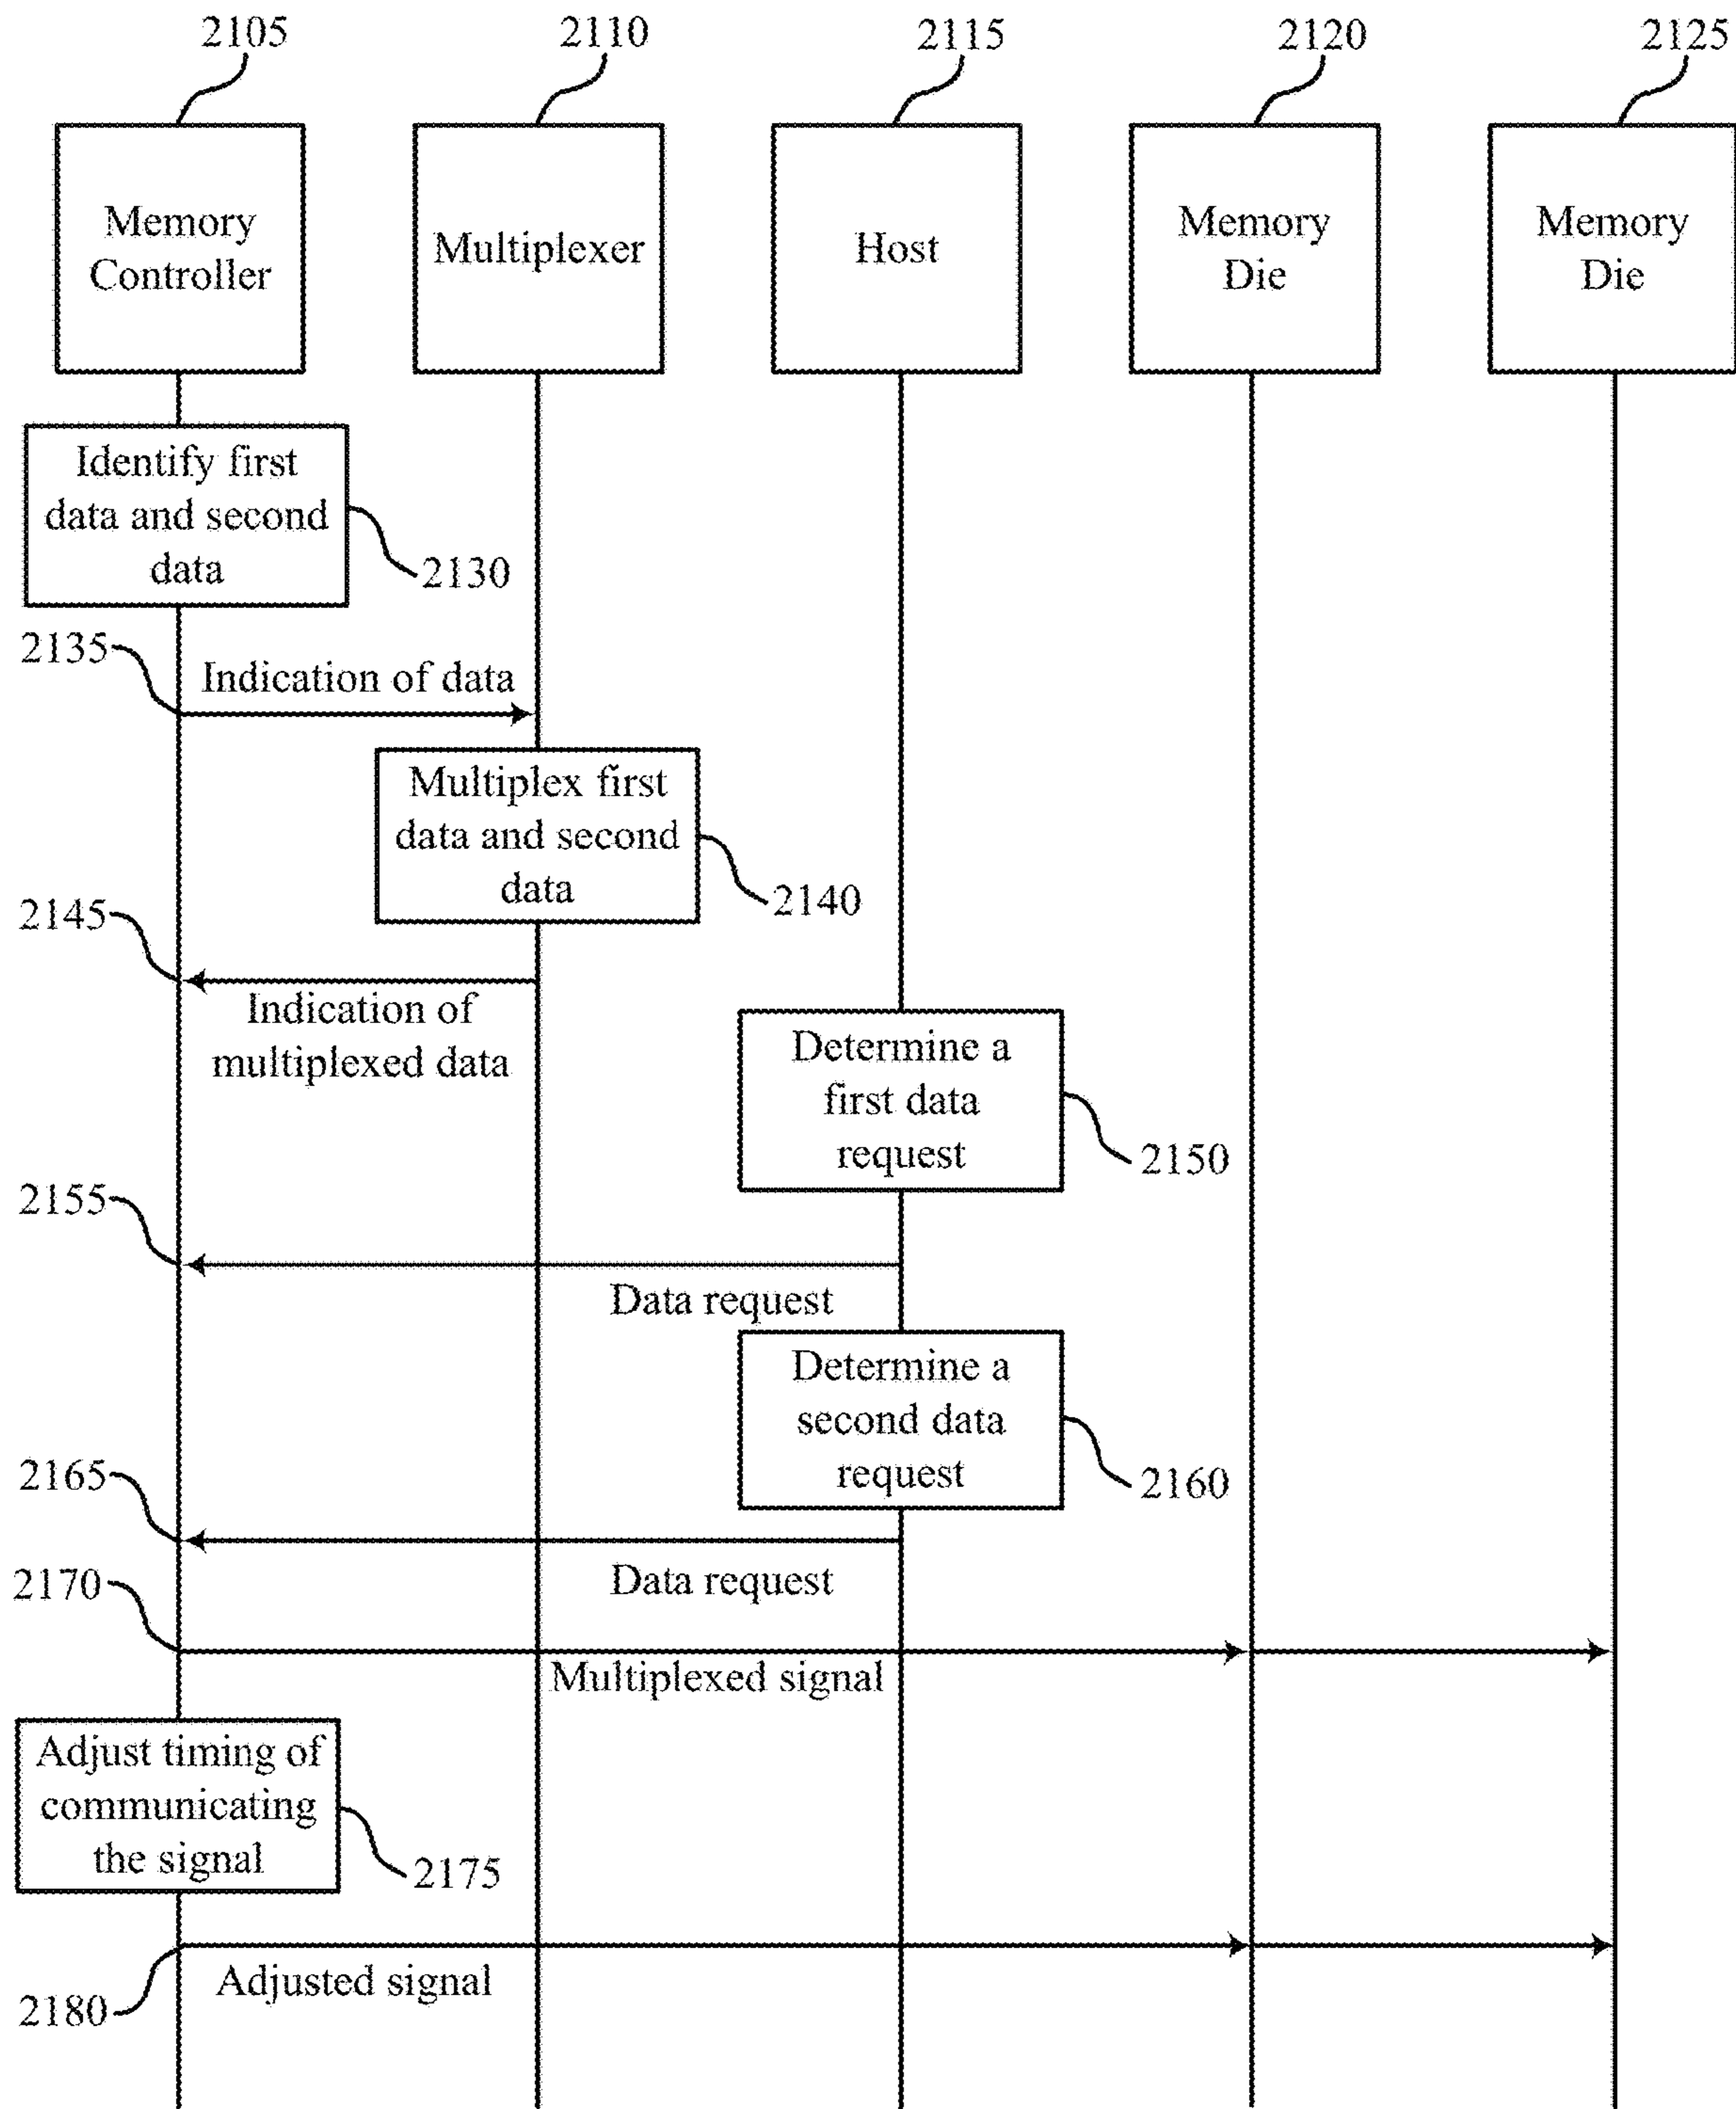 2105
2110
2115
2120
2125
Memory
Controller
Multiplexer
Host
Memory
Die
Memory
Die
Identify first
data and second
data
2130
2135
Indication of data
Multiplex first
data and second
data
2140
2145
Indication of
multiplexed data
Determine a
first data
request
2150
2155
Data request
Determine a
second data
request
2160
2165
Data request
2170
Multiplexed signal
Adjust timing of
communicating
the signal
2175
Adjusted signal
2180